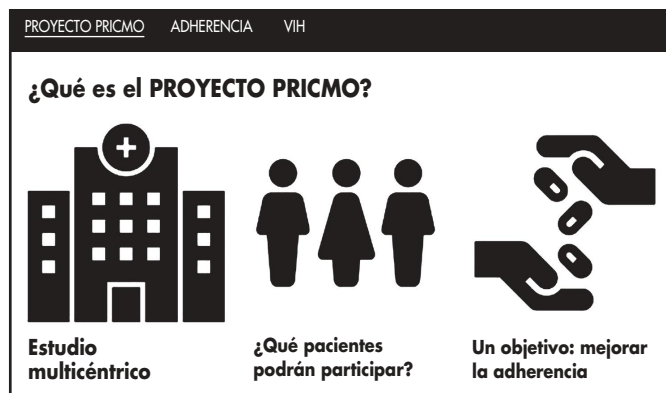 PROYECTO PRICMO ADHERENCIA VIH
¿Qué es el PROYECTO PRICMO?
Estudio
multicéntrico
¿Qué pacientes
podrán participar?
Un objetivo: mejorar
la adherencia